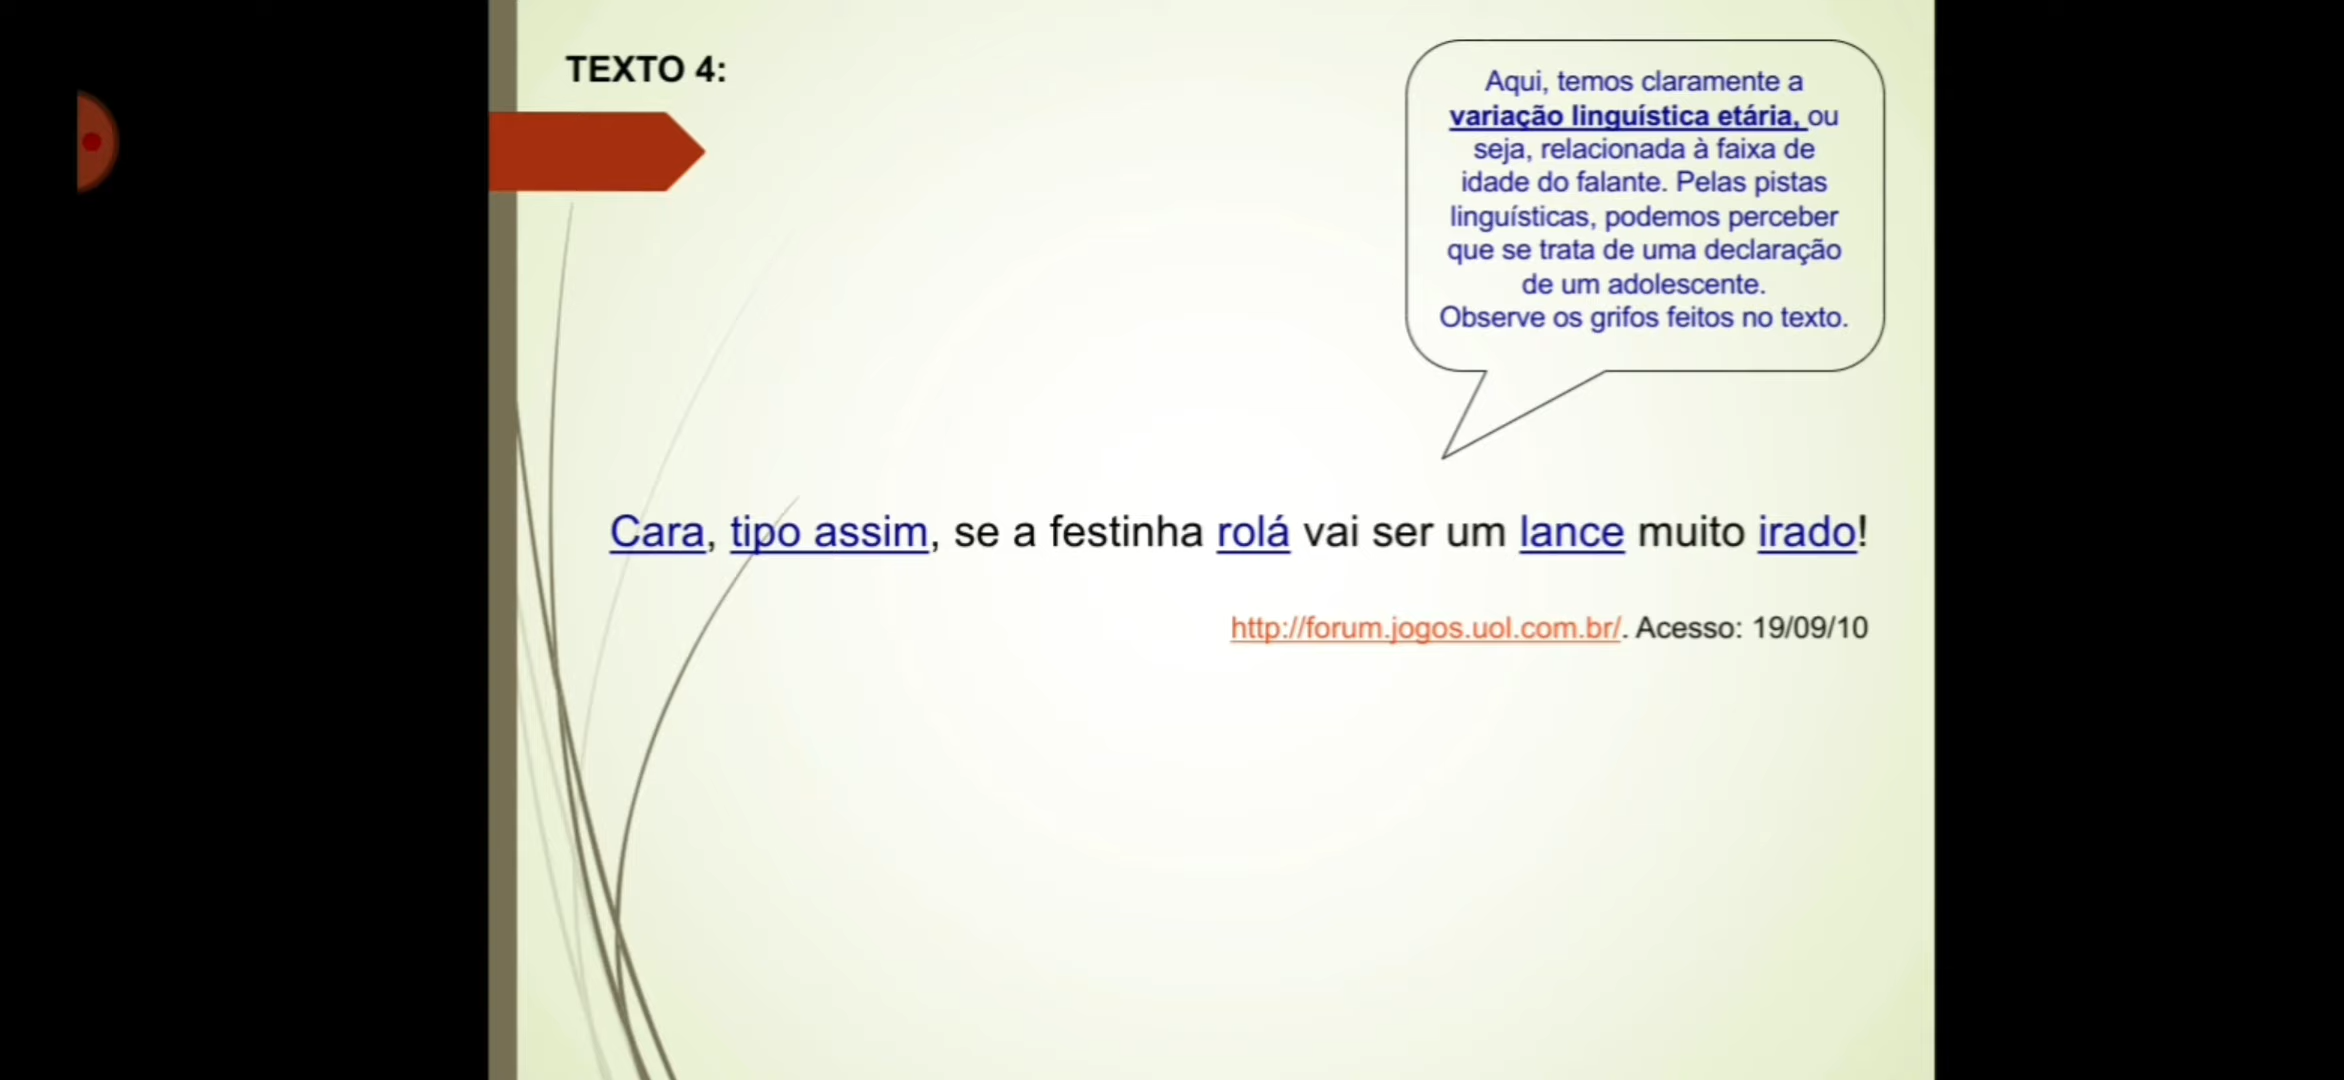 TEXTO 4:
Aqui, temos claramente a
variação linguística etária, ou
seja, relacionada à faixa de
idade do falante. Pelas pistas
linguísticas, podemos perceber
que se trata de uma declaração
de um adolescente.
Observe os grifos feitos no texto.
Cara, tipo assim, se a festinha rolá vai ser um lance muito irado!
http://forum.jogos.uol.com.br/. Acesso: 19/09/10